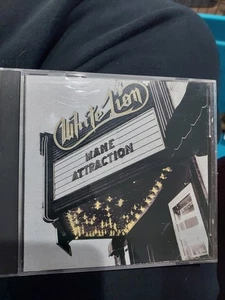 White Lion
MANE
ATTRACTION